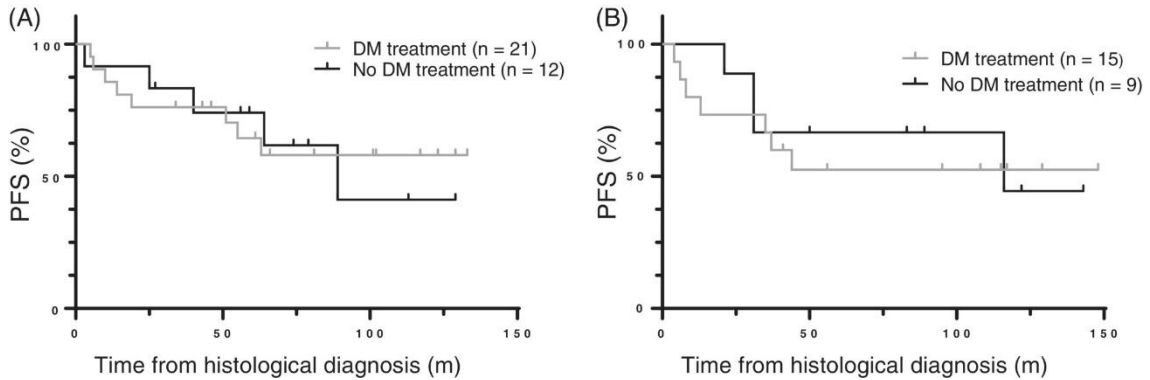 (A)
DM treatment (n = 21)
No DM treatment (n = 12)
100
50
0
PFS (%)
0 50 100 150
Time from histological diagnosis (m)
(B)
DM treatment (n = 15)
No DM treatment (n = 9)
100
50
0
PFS (%)
0 50 100 150
Time from histological diagnosis (m)